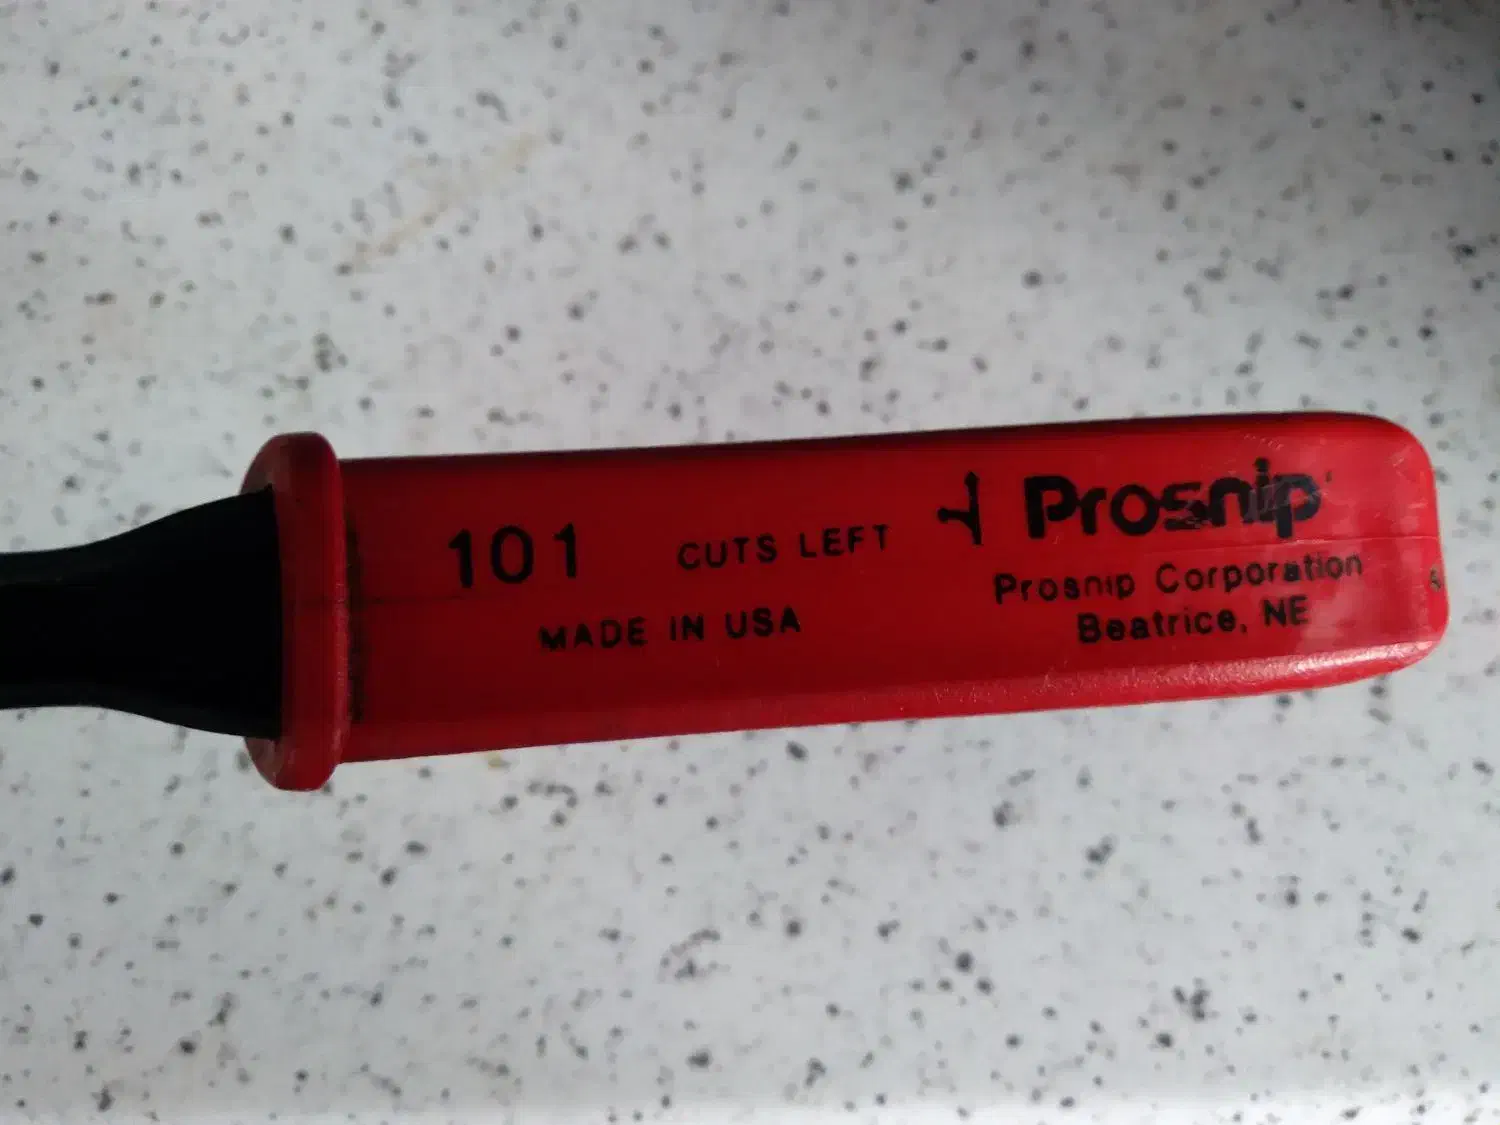 101 CUTS LEFT
MADE IN USA
Prosnip
Prosnip Corporation
Beatrice, NE